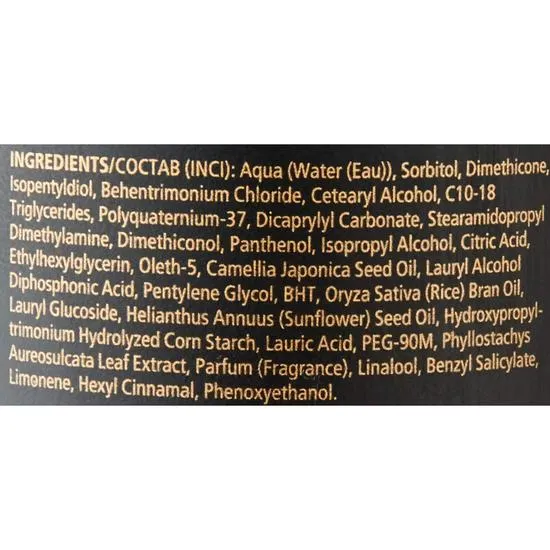 INGREDIENTS/СОСТАВ (INCI): Aqua (Water (Eau)), Sorbitol, Dimethicone,
Isopentyldiol, Behentrimonium Chloride, Cetearyl Alcohol, C10-18
Triglycerides, Polyquaternium-37, Dicaprylyl Carbonate, Stearamidopropyl
Dimethylamine, Dimethiconol, Panthenol, Isopropyl Alcohol, Citric Acid,
Ethylhexylglycerin, Oleth-5, Camellia Japonica Seed Oil, Lauryl Alcohol
Diphosphonic Acid, Pentylene Glycol, BHT, Oryza Sativa (Rice) Bran Oil,
Lauryl Glucoside, Helianthus Annuus (Sunflower) Seed Oil, Hydroxypropyl-
trimonium Hydrolyzed Corn Starch, Lauric Acid, PEG-90M, Phyllostachys
Aureosulcata Leaf Extract, Parfum (Fragrance), Linalool, Benzyl Salicylate,
Limonene, Hexyl Cinnamal, Phenoxyethanol.